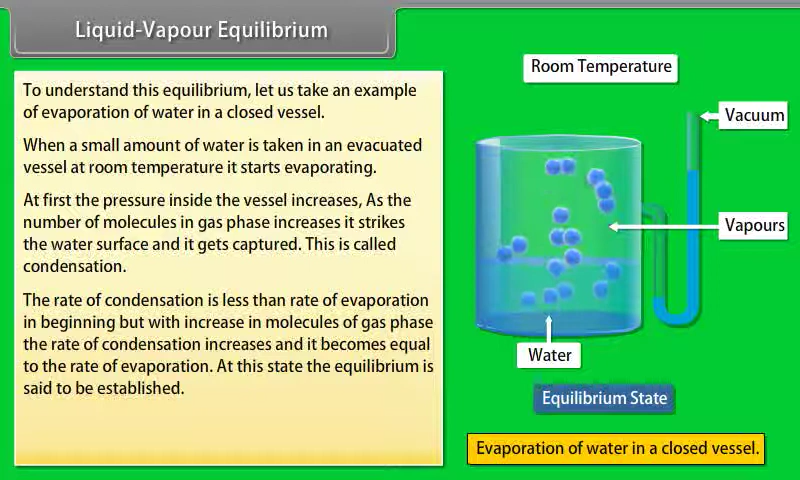 Liquid-Vapour Equilibrium
To understand this equilibrium, let us take an example
of evaporation of water in a closed vessel.
When a small amount of water is taken in an evacuated
vessel at room temperature it starts evaporating.
At first the pressure inside the vessel increases, As the
number of molecules in gas phase increases it strikes
the water surface and it gets captured. This is called
condensation.
The rate of condensation is less than rate of evaporation
in beginning but with increase in molecules of gas phase
the rate of condensation increases and it becomes equal
to the rate of evaporation. At this state the equilibrium is
said to be established.
Room Temperature
Vacuum
Vapours
Water
Equilibrium State
Evaporation of water in a closed vessel.